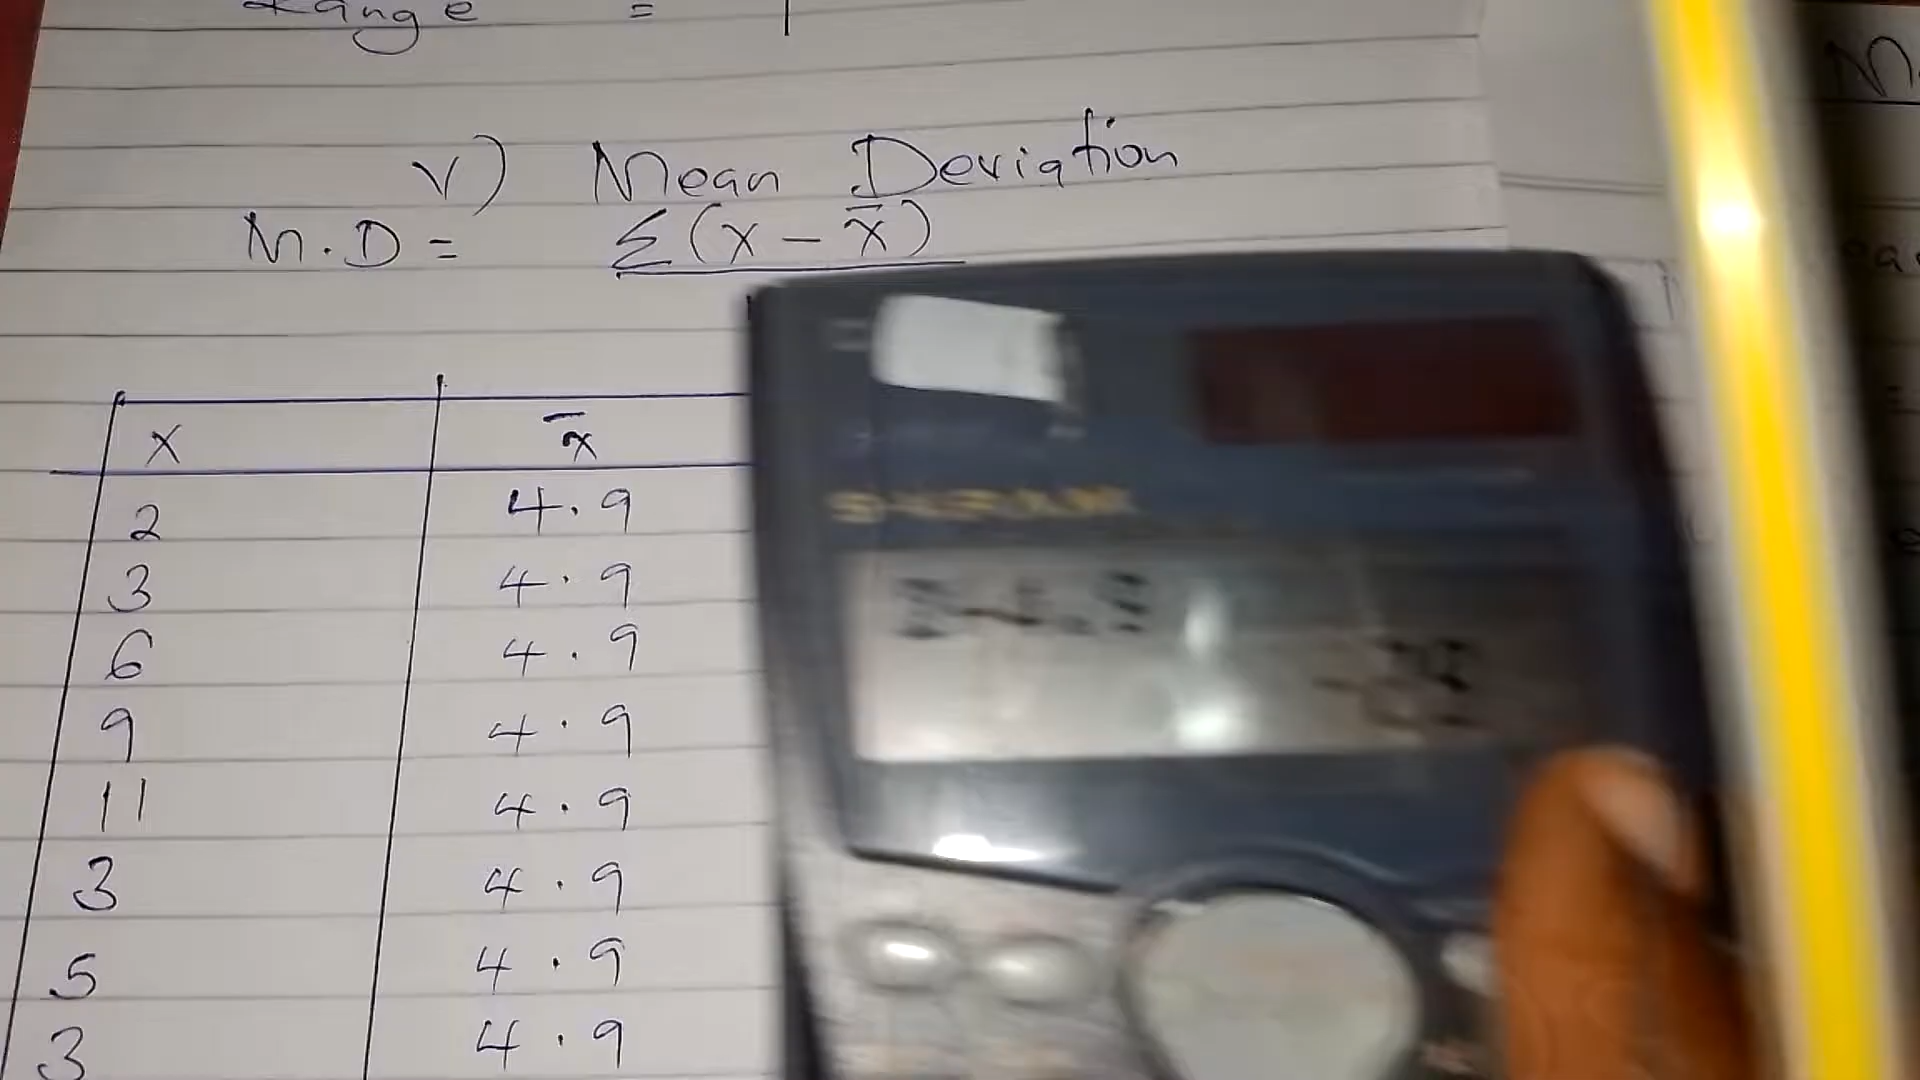 Range =
v) Mean Deviation
M.D = Σ(x - x̄)
x x̄
2 4.9
3 4.9
6 4.9
9 4.9
11 4.9
3 4.9
5 4.9
3 4.9